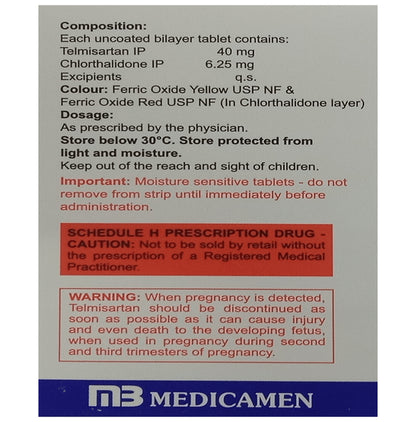 Composition:
Each uncoated bilayer tablet contains:
Telmisartan IP 40 mg
Chlorthalidone IP 6.25 mg
Excipients q.s.
Colour: Ferric Oxide Yellow USP NF &
Ferric Oxide Red USP NF (In Chlorthalidone layer)
Dosage:
As prescribed by the physician.
Store below 30°C. Store protected from
light and moisture.
Keep out of the reach and sight of children.
Important: Moisture sensitive tablets - do not
remove from strip until immediately before
administration.
SCHEDULE H PRESCRIPTION DRUG -
CAUTION: Not to be sold by retail without
the prescription of a Registered Medical
Practitioner.
WARNING: When pregnancy is detected,
Telmisartan should be discontinued as
soon as possible as it can cause injury
and even death to the developing fetus,
when used in pregnancy during second
and third trimesters of pregnancy.
MB MEDICAMEN